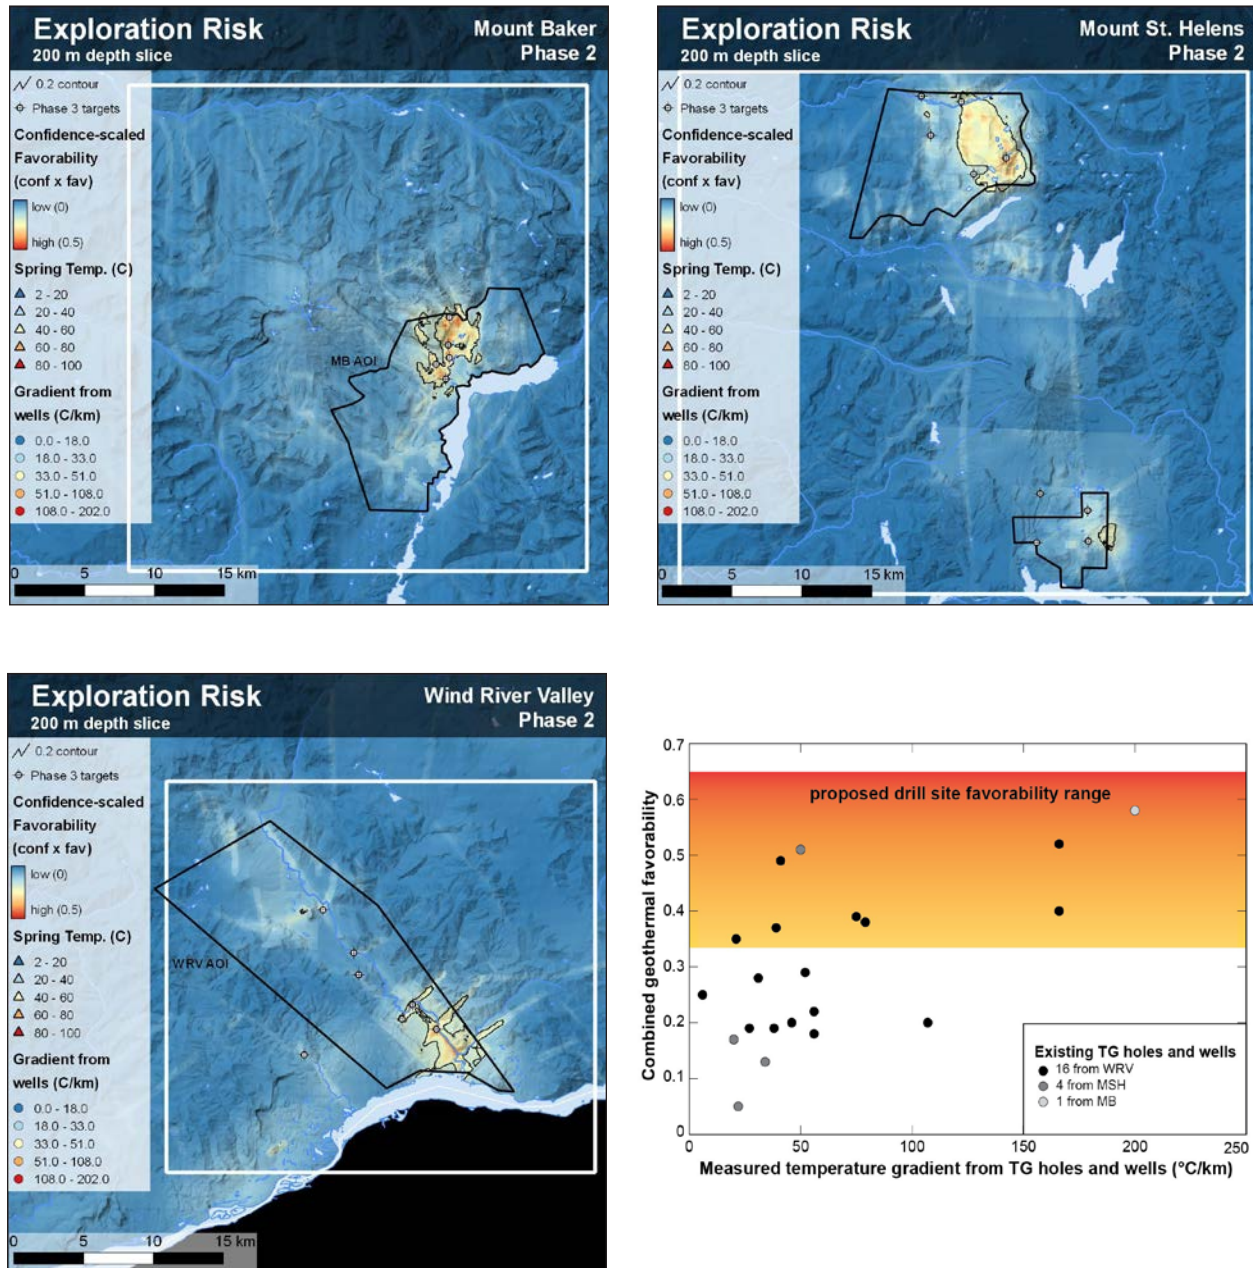 Exploration Risk
200 m depth slice
Mount Baker
Phase 2
0.2 contour
Phase 3 targets
Confidence-scaled
Favorability
(conf x fav)
low (0)
high (0.5)
Spring Temp. (C)
2 - 20
20 - 40
40 - 60
60 - 80
80 - 100
Gradient from
wells (C/km)
0.0 - 18.0
18.0 - 33.0
33.0 - 51.0
51.0 - 108.0
108.0 - 202.0
MB AOI
0 5 10 15 km
Exploration Risk
200 m depth slice
Mount St. Helens
Phase 2
0.2 contour
Phase 3 targets
Confidence-scaled
Favorability
(conf x fav)
low (0)
high (0.5)
Spring Temp. (C)
2 - 20
20 - 40
40 - 60
60 - 80
80 - 100
Gradient from
wells (C/km)
0.0 - 18.0
18.0 - 33.0
33.0 - 51.0
51.0 - 108.0
108.0 - 202.0
0 5 10 15 km
Exploration Risk
200 m depth slice
Wind River Valley
Phase 2
0.2 contour
Phase 3 targets
Confidence-scaled
Favorability
(conf x fav)
low (0)
high (0.5)
Spring Temp. (C)
2 - 20
20 - 40
40 - 60
60 - 80
80 - 100
Gradient from
wells (C/km)
0.0 - 18.0
18.0 - 33.0
33.0 - 51.0
51.0 - 108.0
108.0 - 202.0
WRV AOI
0 5 10 15 km
Combined geothermal favorability
0.7
0.6
0.5
0.4
0.3
0.2
0.1
0
proposed drill site favorability range
Existing TG holes and wells
16 from WRV
4 from MSH
1 from MB
0 50 100 150 200 250
Measured temperature gradient from TG holes and wells (°C/km)